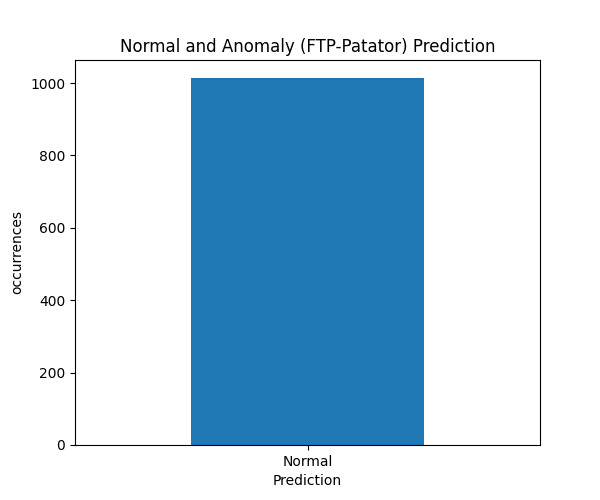 Normal and Anomaly (FTP-Patator) Prediction
1000
800
600
400
200
0
occurrences
Normal
Prediction